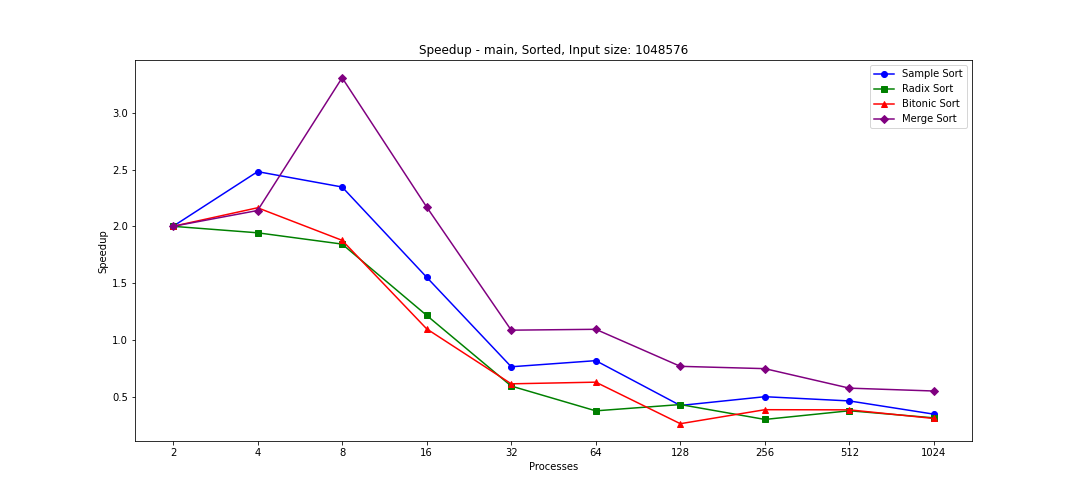 Speedup - main, Sorted, Input size: 1048576
Sample Sort
Radix Sort
Bitonic Sort
Merge Sort
Speedup
3.0
2.5
2.0
1.5
1.0
0.5
2 4 8 16 32 64 128 256 512 1024
Processes